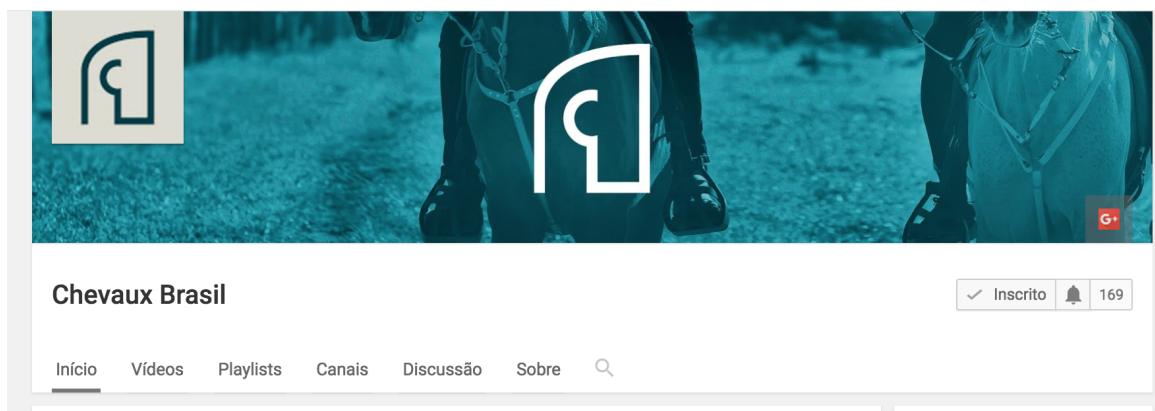 G+
Chevaux Brasil
Inscrito 169
Início Vídeos Playlists Canais Discussão Sobre